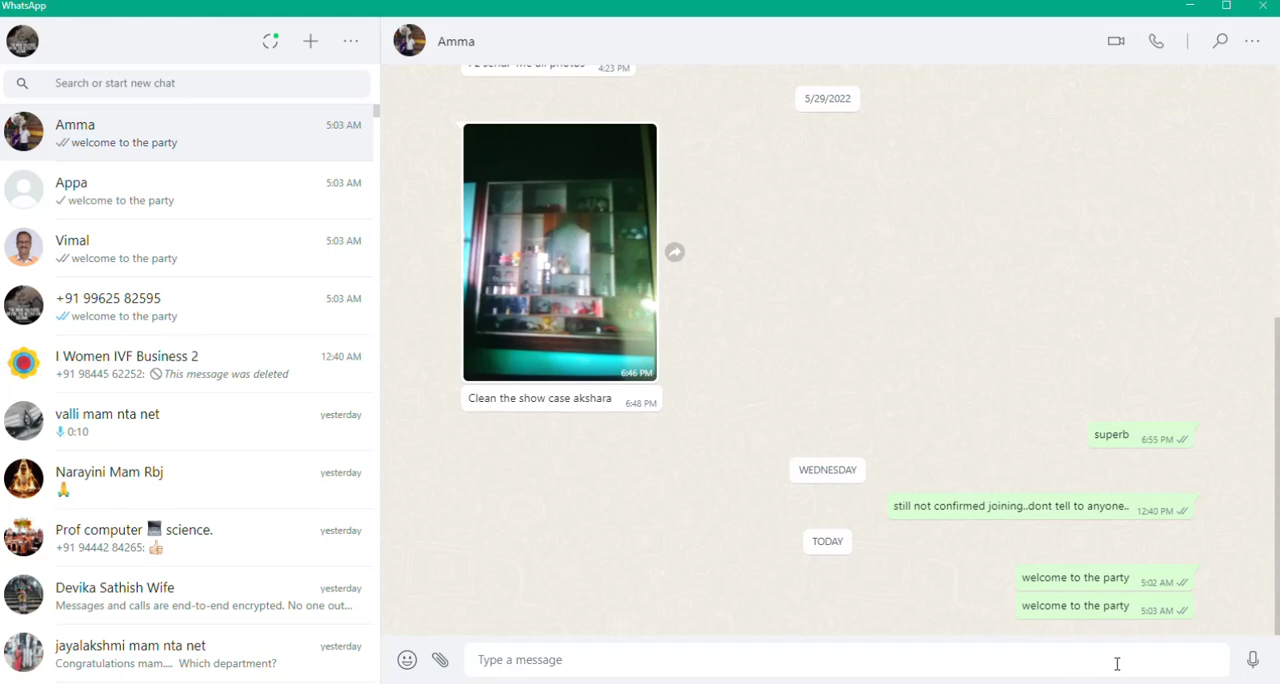 WhatsApp
Search or start new chat
Amma
5:03 AM
welcome to the party
Appa
5:03 AM
welcome to the party
Vimal
5:03 AM
welcome to the party
+91 99625 82595
5:03 AM
welcome to the party
I Women IVF Business 2
12:40 AM
+91 98445 62252: This message was deleted
valli mam nta net
yesterday
0:10
Narayini Mam Rbj
yesterday
🙏
Prof computer 💻 science.
yesterday
+91 94442 84265: 👍🏻
Devika Sathish Wife
yesterday
Messages and calls are end-to-end encrypted. No one out...
jayalakshmi mam nta net
yesterday
Congratulations mam.... Which department?
Amma
4:23 PM
5/29/2022
6:46 PM
Clean the show case akshara
6:48 PM
superb
6:55 PM
WEDNESDAY
still not confirmed joining..dont tell to anyone..
12:40 PM
TODAY
welcome to the party
5:02 AM
welcome to the party
5:03 AM
Type a message